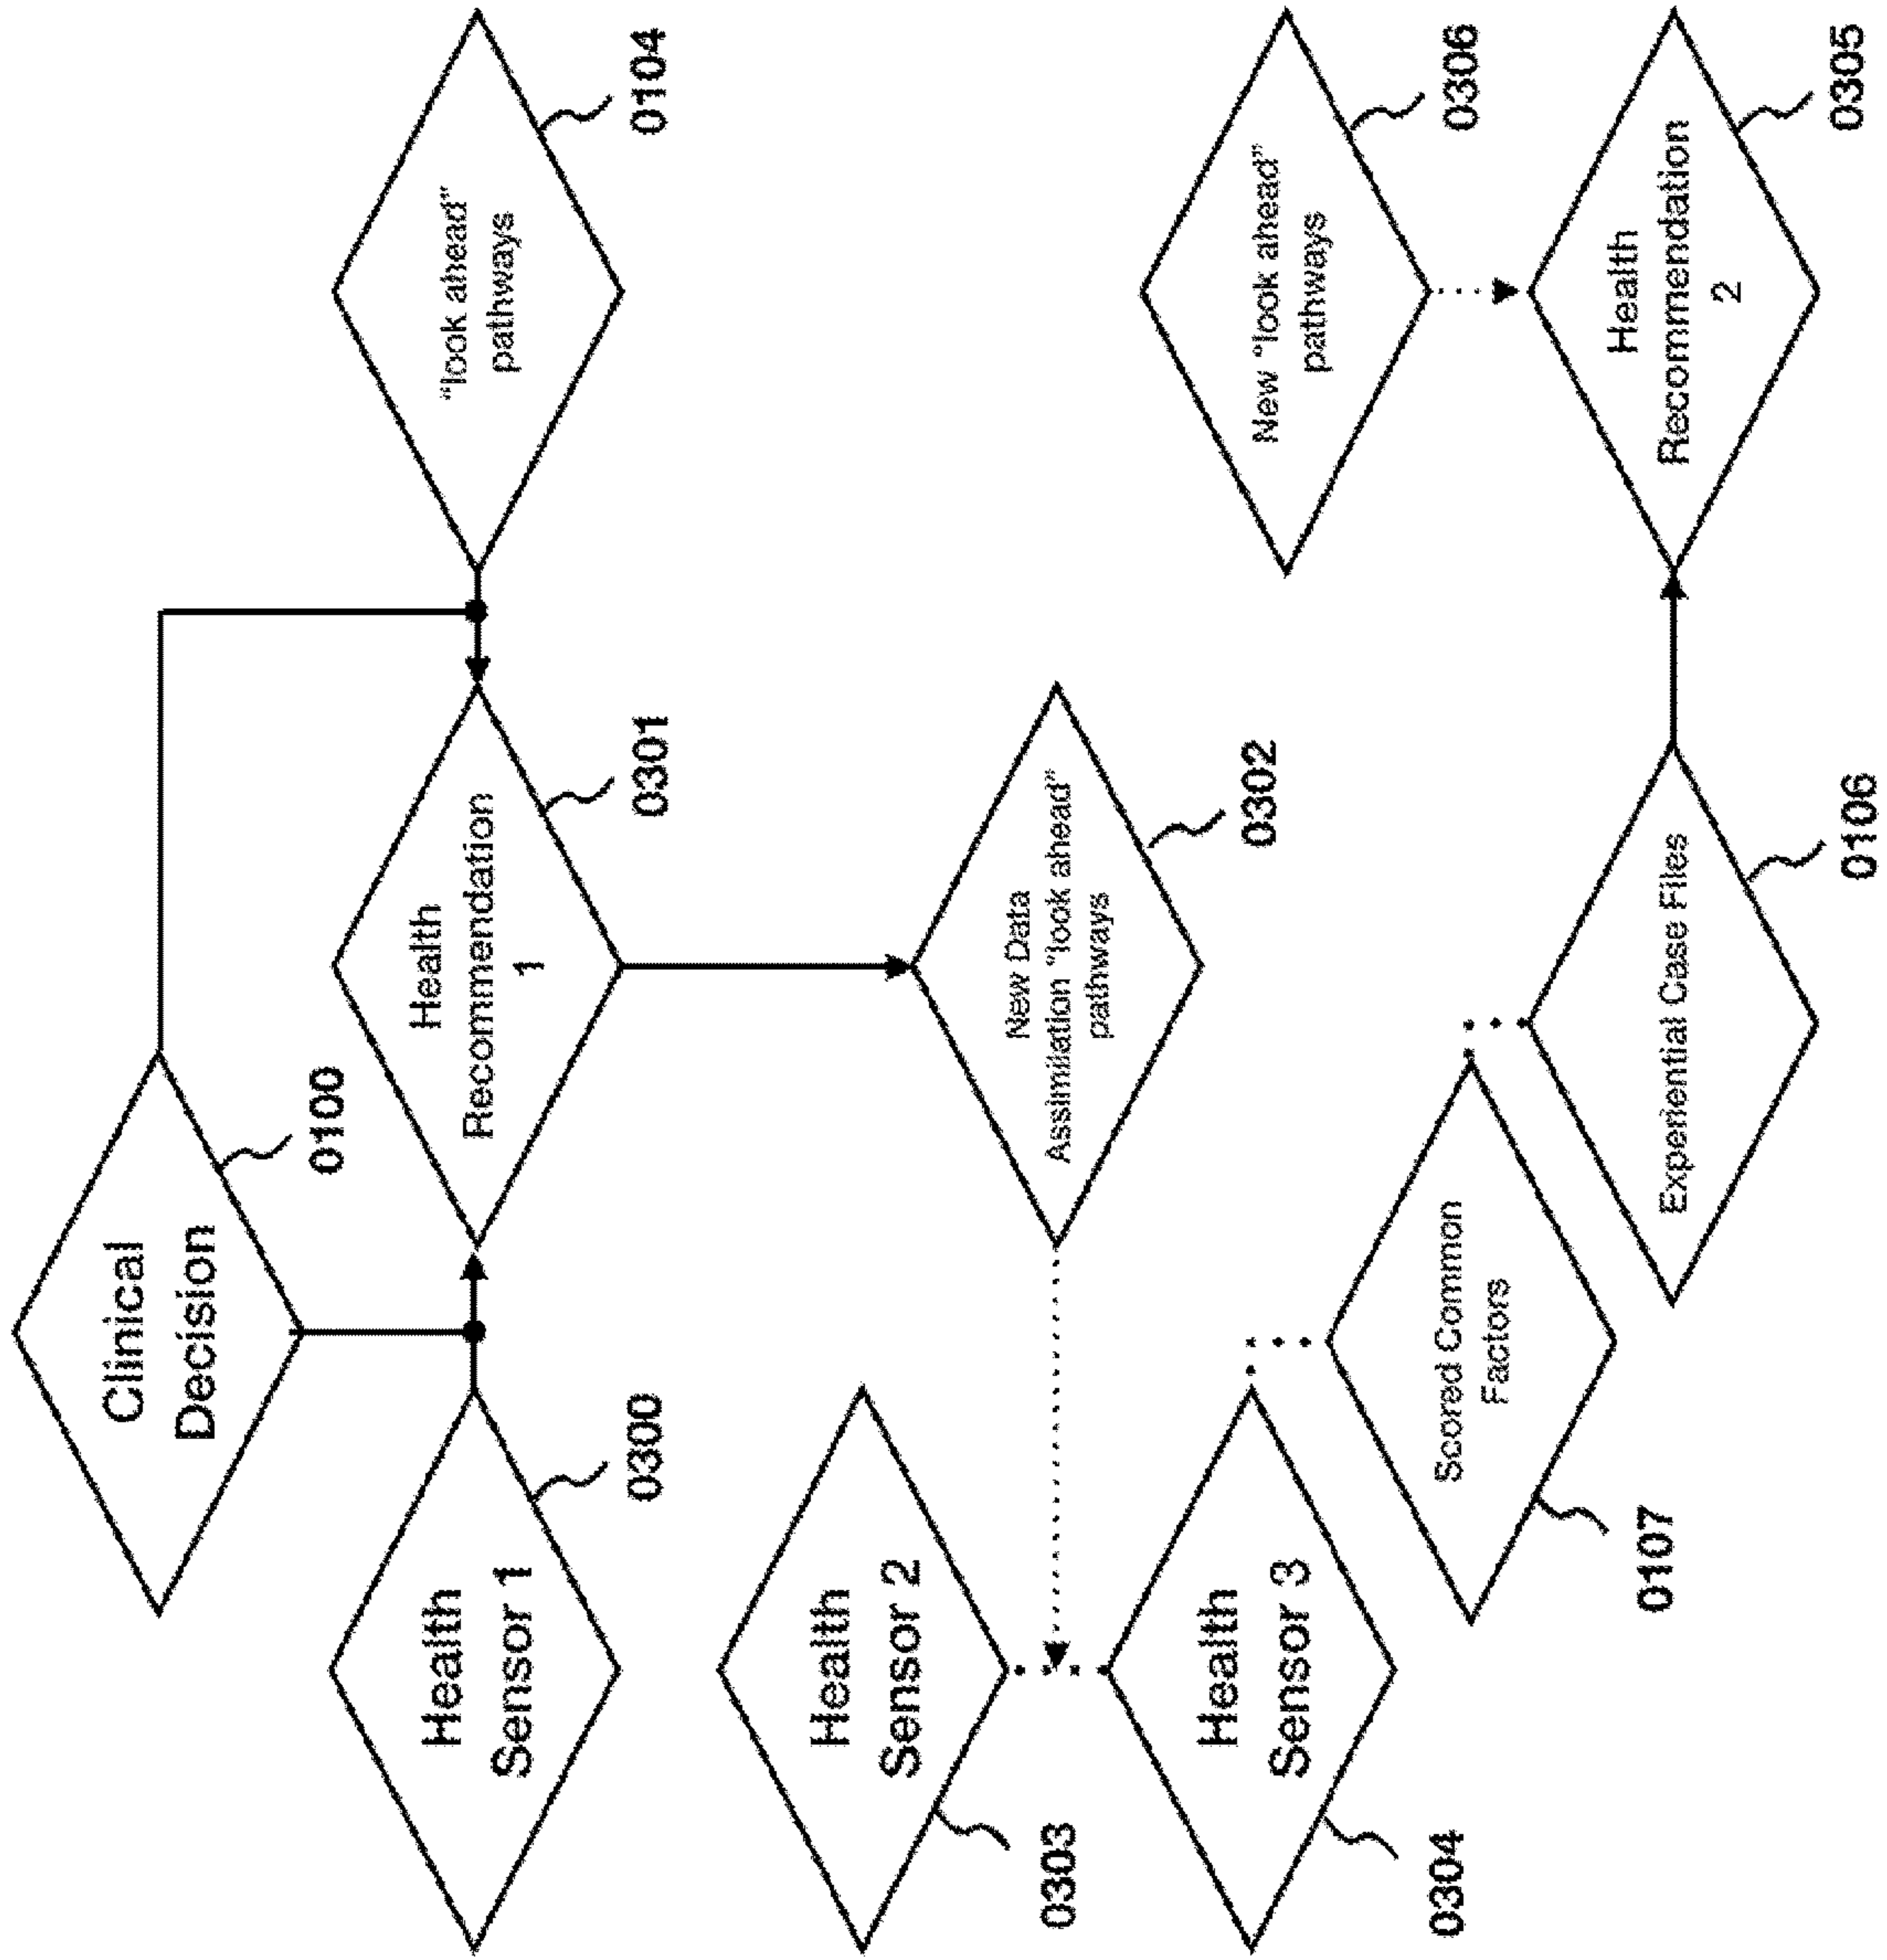 Clinical
Decision
0100
Health
Sensor 1
0300
Health
Recommendation
1
0301
"look ahead"
pathways
0104
Health
Sensor 2
0303
New Data
Assimilation "look ahead"
pathways
0302
Health
Sensor 3
0304
New "look ahead"
pathways
0306
Scored Common
Factors
0107
Experiential Case Files
0106
Health
Recommendation
2
0305